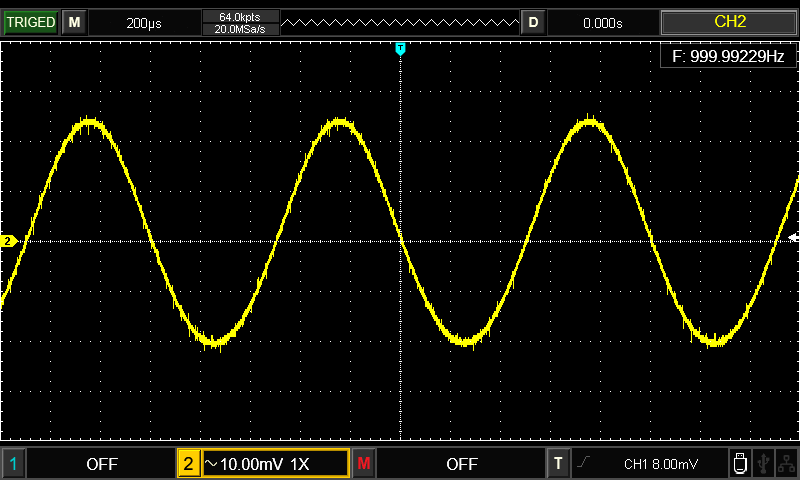 TRIGED M 200µs 64.0kpts D 0.000s CH2
20.0MSa/s
T
F: 999.99229Hz
2
1 OFF 2 ~10.00mV 1X M OFF T CH1 8.00mV